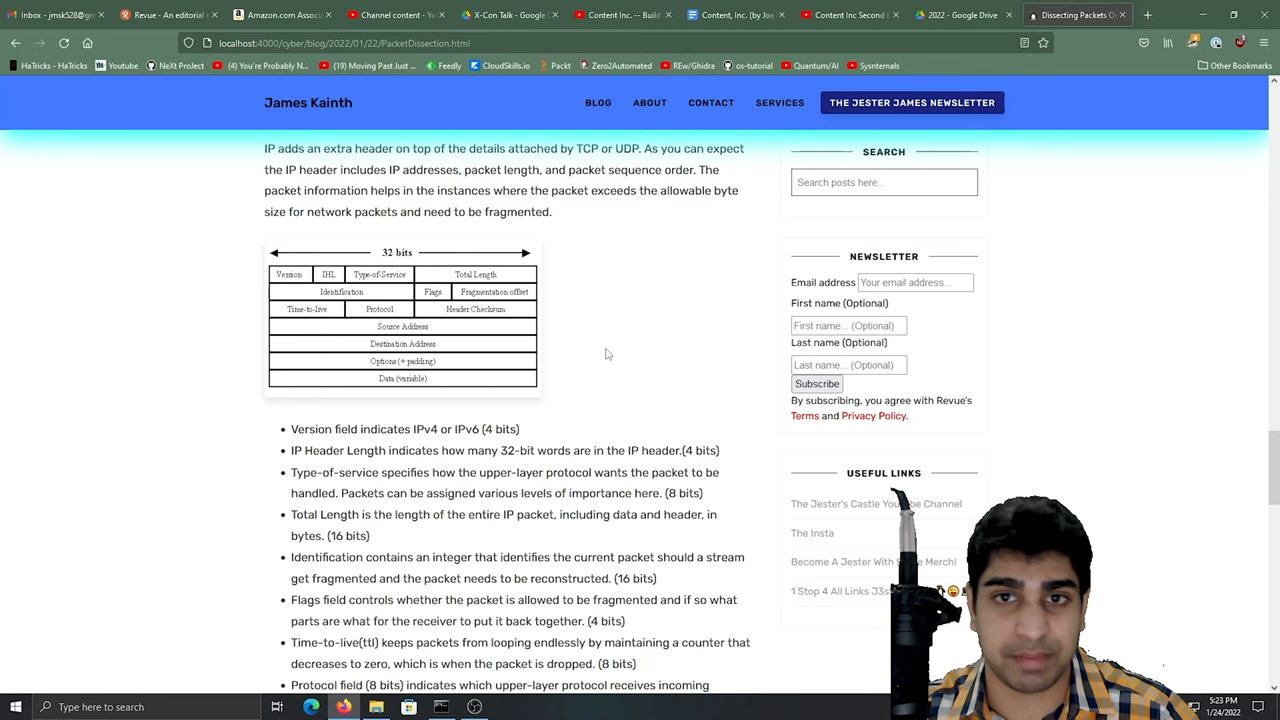 Inbox - jmsk528@gm
Revue - An editorial n
Amazon.com Associat
Channel content - Yo
X-Con Talk - Google D
Content Inc. -- Build
Content, Inc. (by Joe
Content Inc Second E
2022 - Google Drive
Dissecting Packets On
localhost:4000/cyber/blog/2022/01/22/PacketDissection.html
HaTricks - HaTricks
Youtube
NeXt Project
(4) You're Probably N
(19) Moving Past Just
Feedly
CloudSkills.io
Packt
Zero2Automated
REw/Ghidra
os-tutorial
Quantum/AI
Sysnternals
Other Bookmarks
James Kainth
BLOG
ABOUT
CONTACT
SERVICES
THE JESTER JAMES NEWSLETTER
IP adds an extra header on top of the details attached by TCP or UDP. As you can expect
the IP header includes IP addresses, packet length, and packet sequence order. The
packet information helps in the instances where the packet exceeds the allowable byte
size for network packets and need to be fragmented.
32 bits
Version IHL Type-of-Service Total Length
Identification Flags Fragmentation offset
Time-to-live Protocol Header Checksum
Source Address
Destination Address
Options (+ padding)
Data (variable)
Version field indicates IPv4 or IPv6 (4 bits)
IP Header Length indicates how many 32-bit words are in the IP header.(4 bits)
Type-of-service specifies how the upper-layer protocol wants the packet to be
handled. Packets can be assigned various levels of importance here. (8 bits)
Total Length is the length of the entire IP packet, including data and header, in
bytes. (16 bits)
Identification contains an integer that identifies the current packet should a stream
get fragmented and the packet needs to be reconstructed. (16 bits)
Flags field controls whether the packet is allowed to be fragmented and if so what
parts are what for the receiver to put it back together. (4 bits)
Time-to-live(ttl) keeps packets from looping endlessly by maintaining a counter that
decreases to zero, which is when the packet is dropped. (8 bits)
Protocol field (8 bits) indicates which upper-layer protocol receives incoming
SEARCH
Search posts here...
NEWSLETTER
Email address Your email address...
First name (Optional)
First name... (Optional)
Last name (Optional)
Last name... (Optional)
Subscribe
By subscribing, you agree with Revue's
Terms and Privacy Policy.
USEFUL LINKS
The Jester's Castle You be Channel
The Insta
Become A Jester With Merch!
1 Stop 4 All Links J3s
Type here to search
5:23 PM
1/24/2022